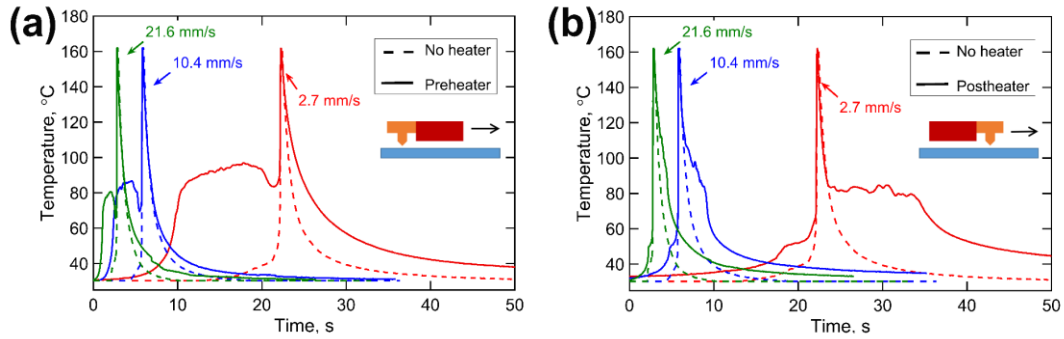 (a)
180
160
140
120
100
80
60
40
Temperature, °C
0 10 20 30 40 50
Time, s
21.6 mm/s
10.4 mm/s
2.7 mm/s
No heater
Preheater
(b)
180
160
140
120
100
80
60
40
Temperature, °C
0 10 20 30 40 50
Time, s
21.6 mm/s
10.4 mm/s
2.7 mm/s
No heater
Postheater